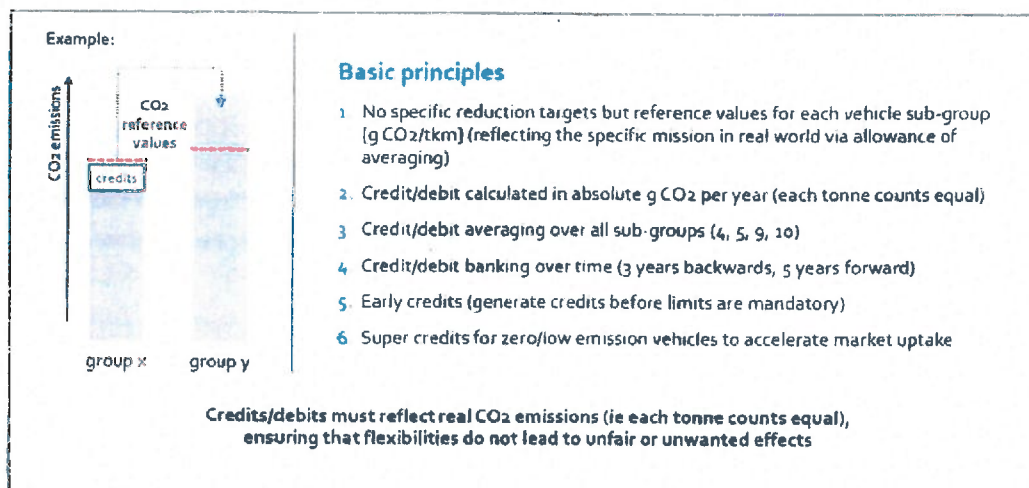 Example:
CO2 emissions
CO2
reference
values
credits
group x
group y
Basic principles
1 No specific reduction targets but reference values for each vehicle sub-group
[g CO2/tkm] (reflecting the specific mission in real world via allowance of
averaging)
2. Credit/debit calculated in absolute g CO2 per year (each tonne counts equal)
3 Credit/debit averaging over all sub-groups (4, 5, 9, 10)
4 Credit/debit banking over time (3 years backwards, 5 years forward)
5. Early credits (generate credits before limits are mandatory)
6 Super credits for zero/low emission vehicles to accelerate market uptake
Credits/debits must reflect real CO2 emissions (ie each tonne counts equal),
ensuring that flexibilities do not lead to unfair or unwanted effects